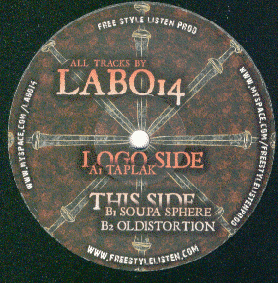 FREE STYLE LISTEN PROD
WWW.MYSPACE.COM/LABO14
WWW.MYSPACE.COM/FREESTYLELISTENPROD
ALL TRACKS BY
LABO14
LOGO SIDE
A1 TAPLAK
THIS SIDE
B1 SOUPA SPHERE
B2 OLDISTORTION
WWW.FREESTYLELISTEN.COM